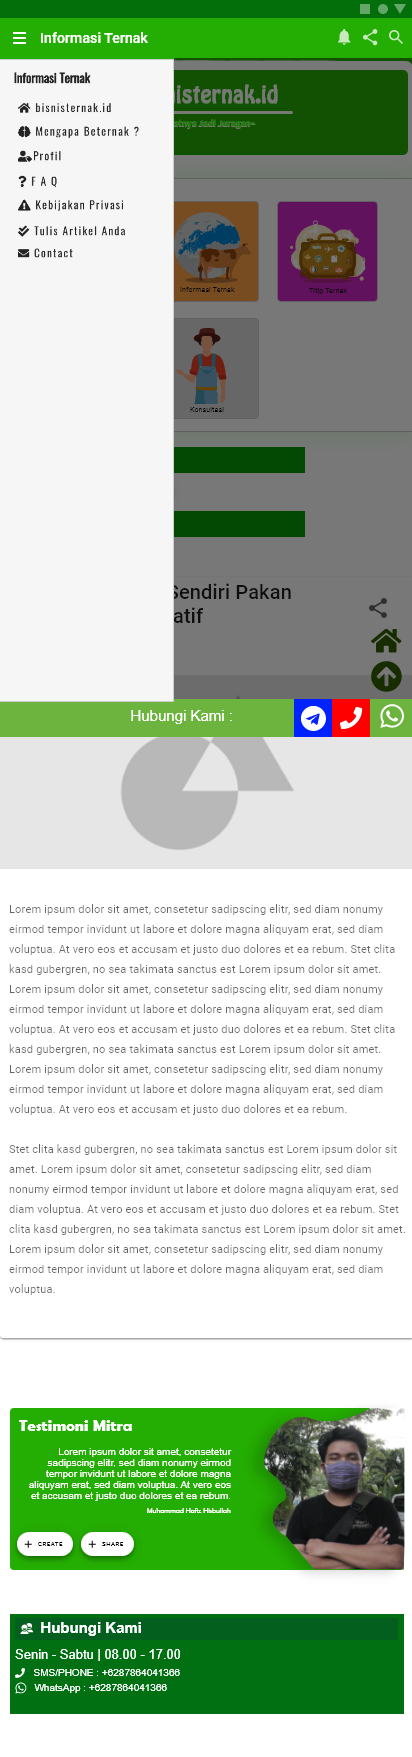 Informasi Ternak
Informasi Ternak
bisnisternak.id
Mengapa Beternak ?
Profil
F A Q
Kebijakan Privasi
Tulis Artikel Anda
Contact
isternak.id
Jadi Juragan~
Informasi Ternak
Titip Ternak
Konsultasi
Sendiri Pakan
atif
Hubungi Kami :
Lorem ipsum dolor sit amet, consetetur sadipscing elitr, sed diam nonumy
eirmod tempor invidunt ut labore et dolore magna aliquyam erat, sed diam
voluptua. At vero eos et accusam et justo duo dolores et ea rebum. Stet clita
kasd gubergren, no sea takimata sanctus est Lorem ipsum dolor sit amet.
Lorem ipsum dolor sit amet, consetetur sadipscing elitr, sed diam nonumy
eirmod tempor invidunt ut labore et dolore magna aliquyam erat, sed diam
voluptua. At vero eos et accusam et justo duo dolores et ea rebum. Stet clita
kasd gubergren, no sea takimata sanctus est Lorem ipsum dolor sit amet.
Lorem ipsum dolor sit amet, consetetur sadipscing elitr, sed diam nonumy
eirmod tempor invidunt ut labore et dolore magna aliquyam erat, sed diam
voluptua. At vero eos et accusam et justo duo dolores et ea rebum.
Stet clita kasd gubergren, no sea takimata sanctus est Lorem ipsum dolor sit
amet. Lorem ipsum dolor sit amet, consetetur sadipscing elitr, sed diam
nonumy eirmod tempor invidunt ut labore et dolore magna aliquyam erat, sed
diam voluptua. At vero eos et accusam et justo duo dolores et ea rebum. Stet
clita kasd gubergren, no sea takimata sanctus est Lorem ipsum dolor sit amet.
Lorem ipsum dolor sit amet, consetetur sadipscing elitr, sed diam nonumy
eirmod tempor invidunt ut labore et dolore magna aliquyam erat, sed diam
voluptua.
Testimoni Mitra
Lorem ipsum dolor sit amet, consetetur
sadipscing elitr, sed diam nonumy eirmod
tempor invidunt ut labore et dolore magna
aliquyam erat, sed diam voluptua. At vero eos
et accusam et justo duo dolores et ea rebum.
Muhammad Hafiz Hisbullah
CREATE
SHARE
Hubungi Kami
Senin - Sabtu | 08.00 - 17.00
SMS/PHONE : +6287864041366
WhatsApp : +6287864041366